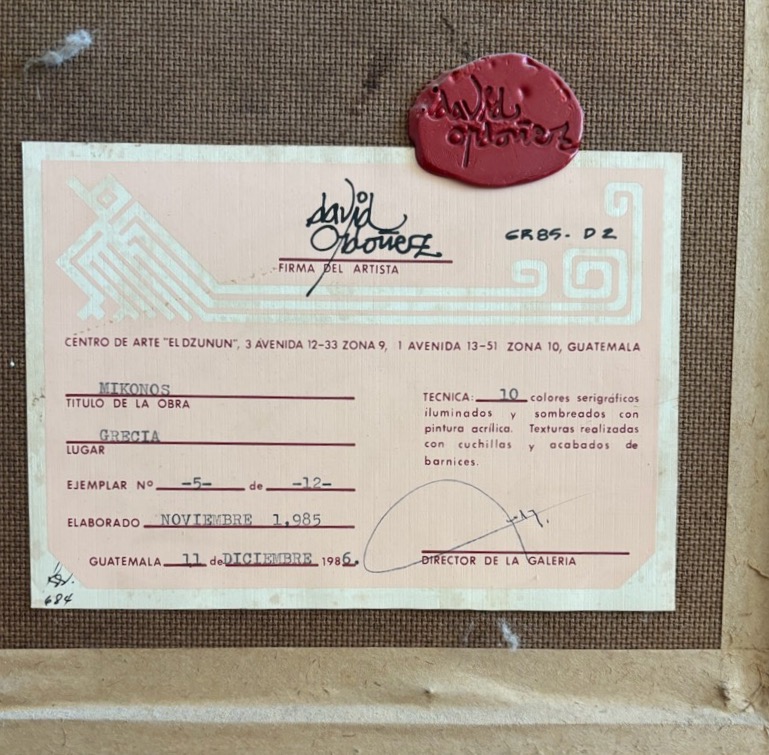 david
ordoñez
david
Ordoñez
GR85. D2
FIRMA DEL ARTISTA
CENTRO DE ARTE "EL DZUNUN", 3 AVENIDA 12-33 ZONA 9, 1 AVENIDA 13-51 ZONA 10, GUATEMALA
MIKONOS
TITULO DE LA OBRA
GRECIA
LUGAR
EJEMPLAR Nº -5- de -12-
ELABORADO NOVIEMBRE 1,985
GUATEMALA 11 de DICIEMBRE 1986.
TECNICA: 10 colores serigráficos
iluminados y sombreados con
pintura acrílica. Texturas realizadas
con cuchillas y acabados de
barnices.
DIRECTOR DE LA GALERIA
684